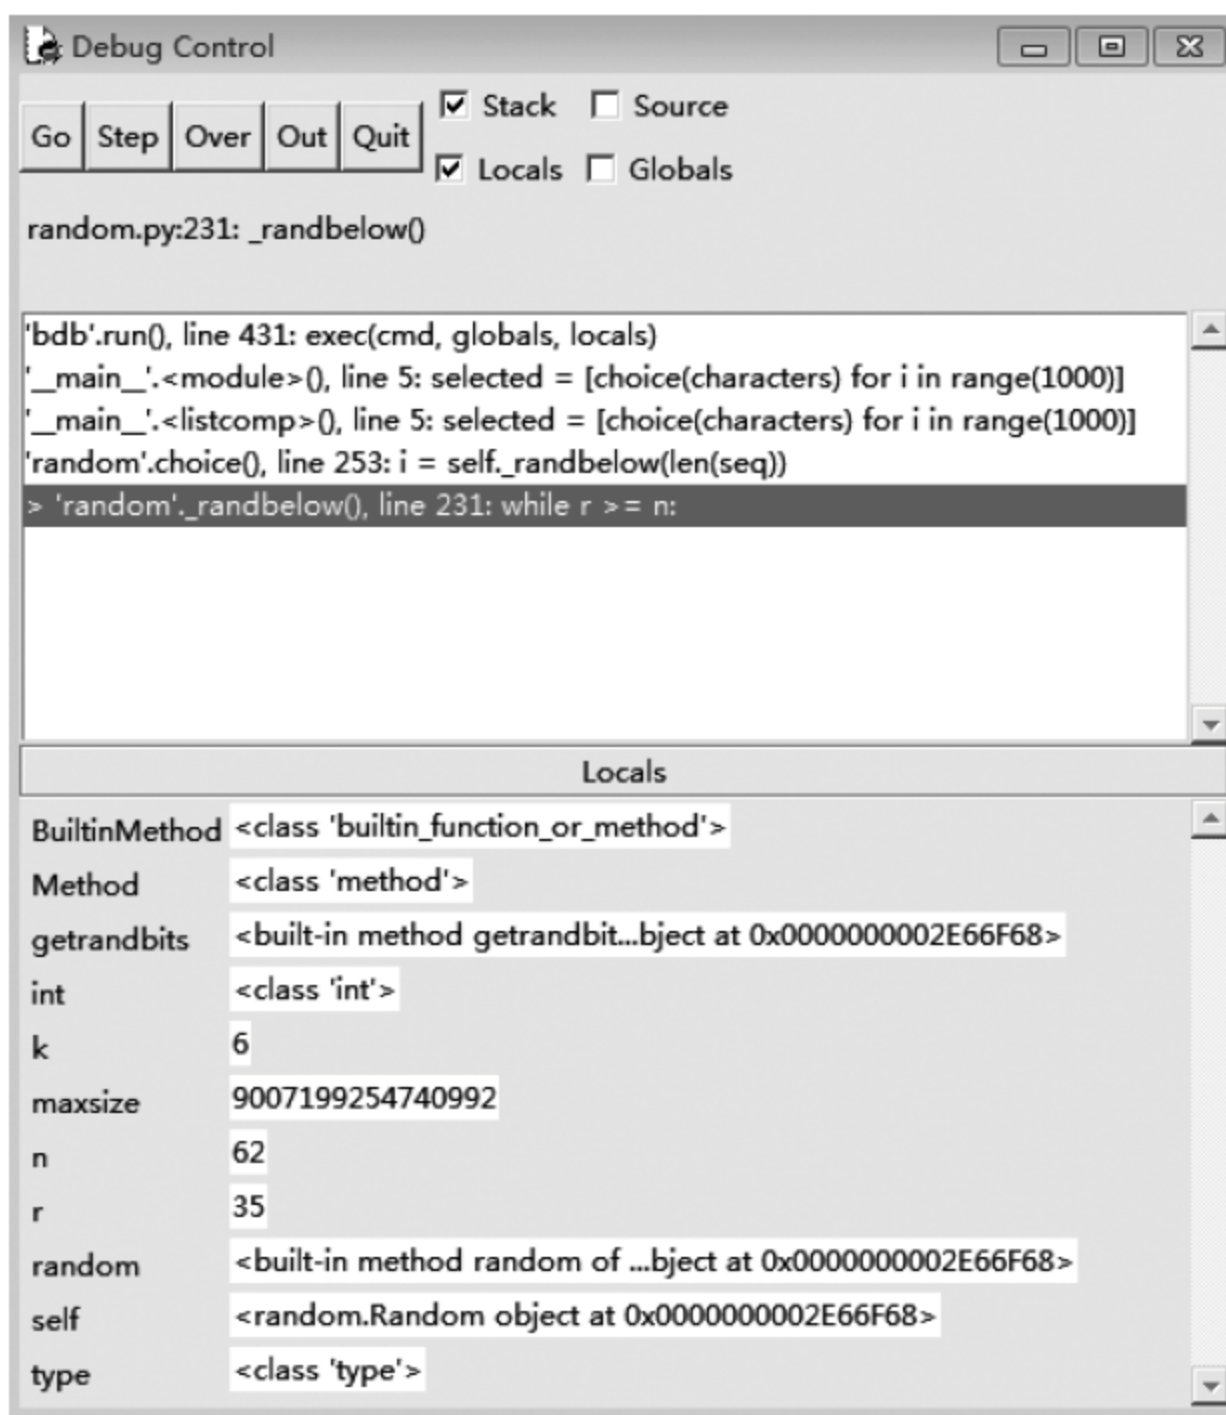 Debug Control
Go Step Over Out Quit Stack Source
Locals Globals
random.py:231: _randbelow()
'bdb'.run(), line 431: exec(cmd, globals, locals)
'__main__'.<module>(), line 5: selected = [choice(characters) for i in range(1000)]
'__main__'.<listcomp>(), line 5: selected = [choice(characters) for i in range(1000)]
'random'.choice(), line 253: i = self._randbelow(len(seq))
> 'random'._randbelow(), line 231: while r >= n:
Locals
BuiltinMethod <class 'builtin_function_or_method'>
Method <class 'method'>
getrandbits <built-in method getrandbit...bject at 0x0000000002E66F68>
int <class 'int'>
k 6
maxsize 9007199254740992
n 62
r 35
random <built-in method random of ...bject at 0x0000000002E66F68>
self <random.Random object at 0x0000000002E66F68>
type <class 'type'>